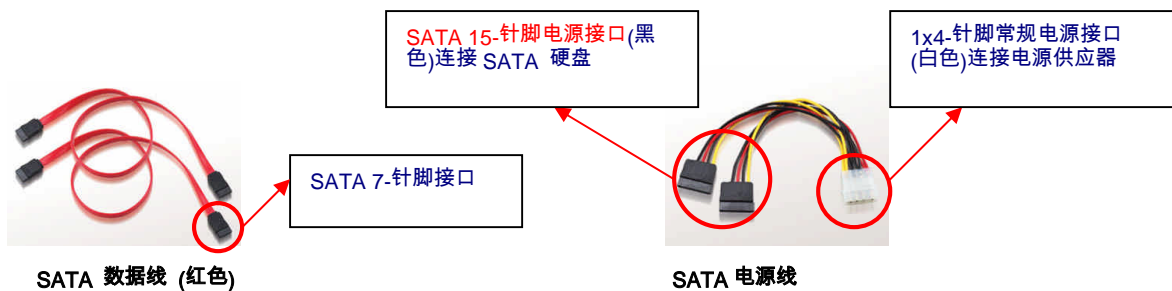 SATA 15-针脚电源接口(黑
色)连接 SATA 硬盘
1x4-针脚常规电源接口
(白色)连接电源供应器
SATA 7-针脚接口
SATA 数据线 (红色)
SATA 电源线